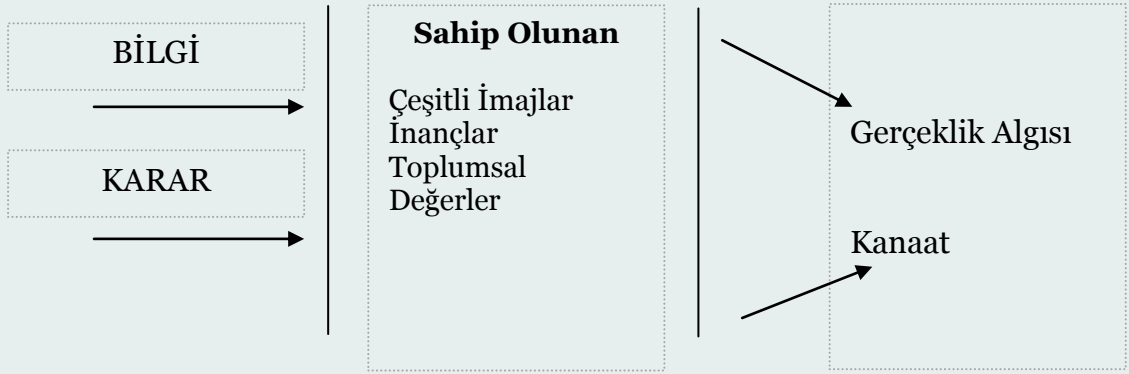 BİLGİ
KARAR
Sahip Olunan
Çeşitli İmajlar
İnançlar
Toplumsal
Değerler
Gerçeklik Algısı
Kanaat